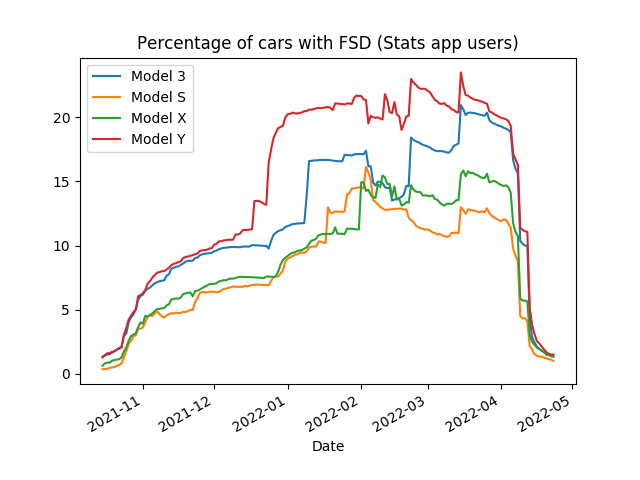 Percentage of cars with FSD (Stats app users)
Model 3
Model S
Model X
Model Y
20
15
10
5
0
2021-11
2021-12
2022-01
2022-02
2022-03
2022-04
2022-05
Date